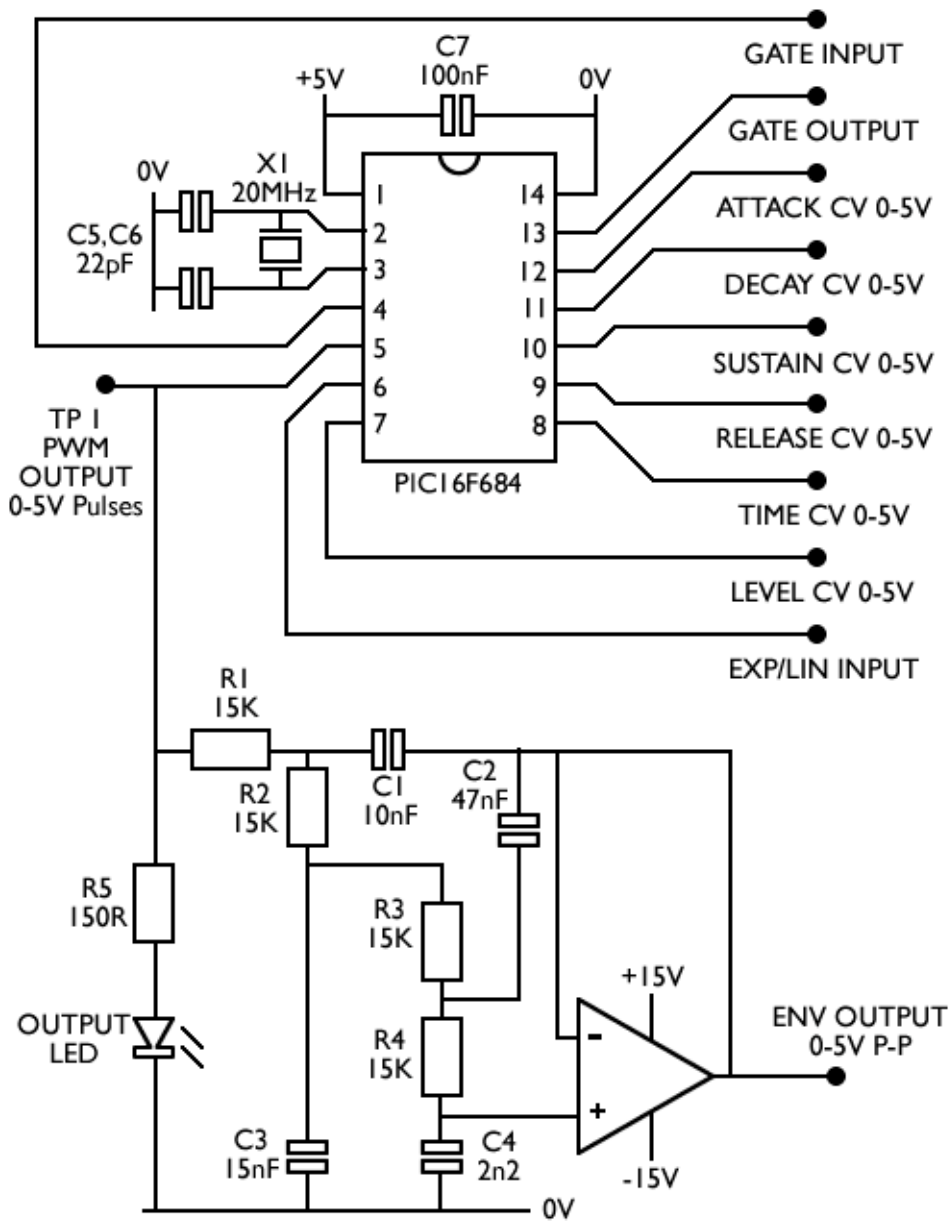 GATE INPUT
C7
100nF
+5V
0V
GATE OUTPUT
X1
20MHz
0V
C5,C6
22pF
1
2
3
4
5
6
7
14
13
12
11
10
9
8
PIC16F684
ATTACK CV 0-5V
DECAY CV 0-5V
SUSTAIN CV 0-5V
RELEASE CV 0-5V
TIME CV 0-5V
LEVEL CV 0-5V
EXP/LIN INPUT
TP 1
PWM
OUTPUT
0-5V Pulses
R1
15K
R2
15K
C1
10nF
C2
47nF
R5
150R
R3
15K
OUTPUT
LED
R4
15K
+15V
-
+
-15V
ENV OUTPUT
0-5V P-P
C3
15nF
C4
2n2
0V